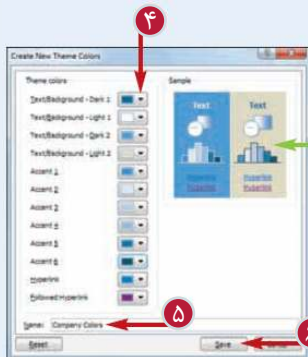 ۴
Create New Theme Colors
Theme colors
Sample
Text/Background - Dark 1
Text/Background - Light 1
Text/Background - Dark 2
Text/Background - Light 2
Accent 1
Accent 2
Accent 3
Accent 4
Accent 5
Accent 6
Hyperlink
Followed Hyperlink
Text Text
Hyperlink Hyperlink
Hyperlink Hyperlink
۵
Name: Company Colors
Reset Save